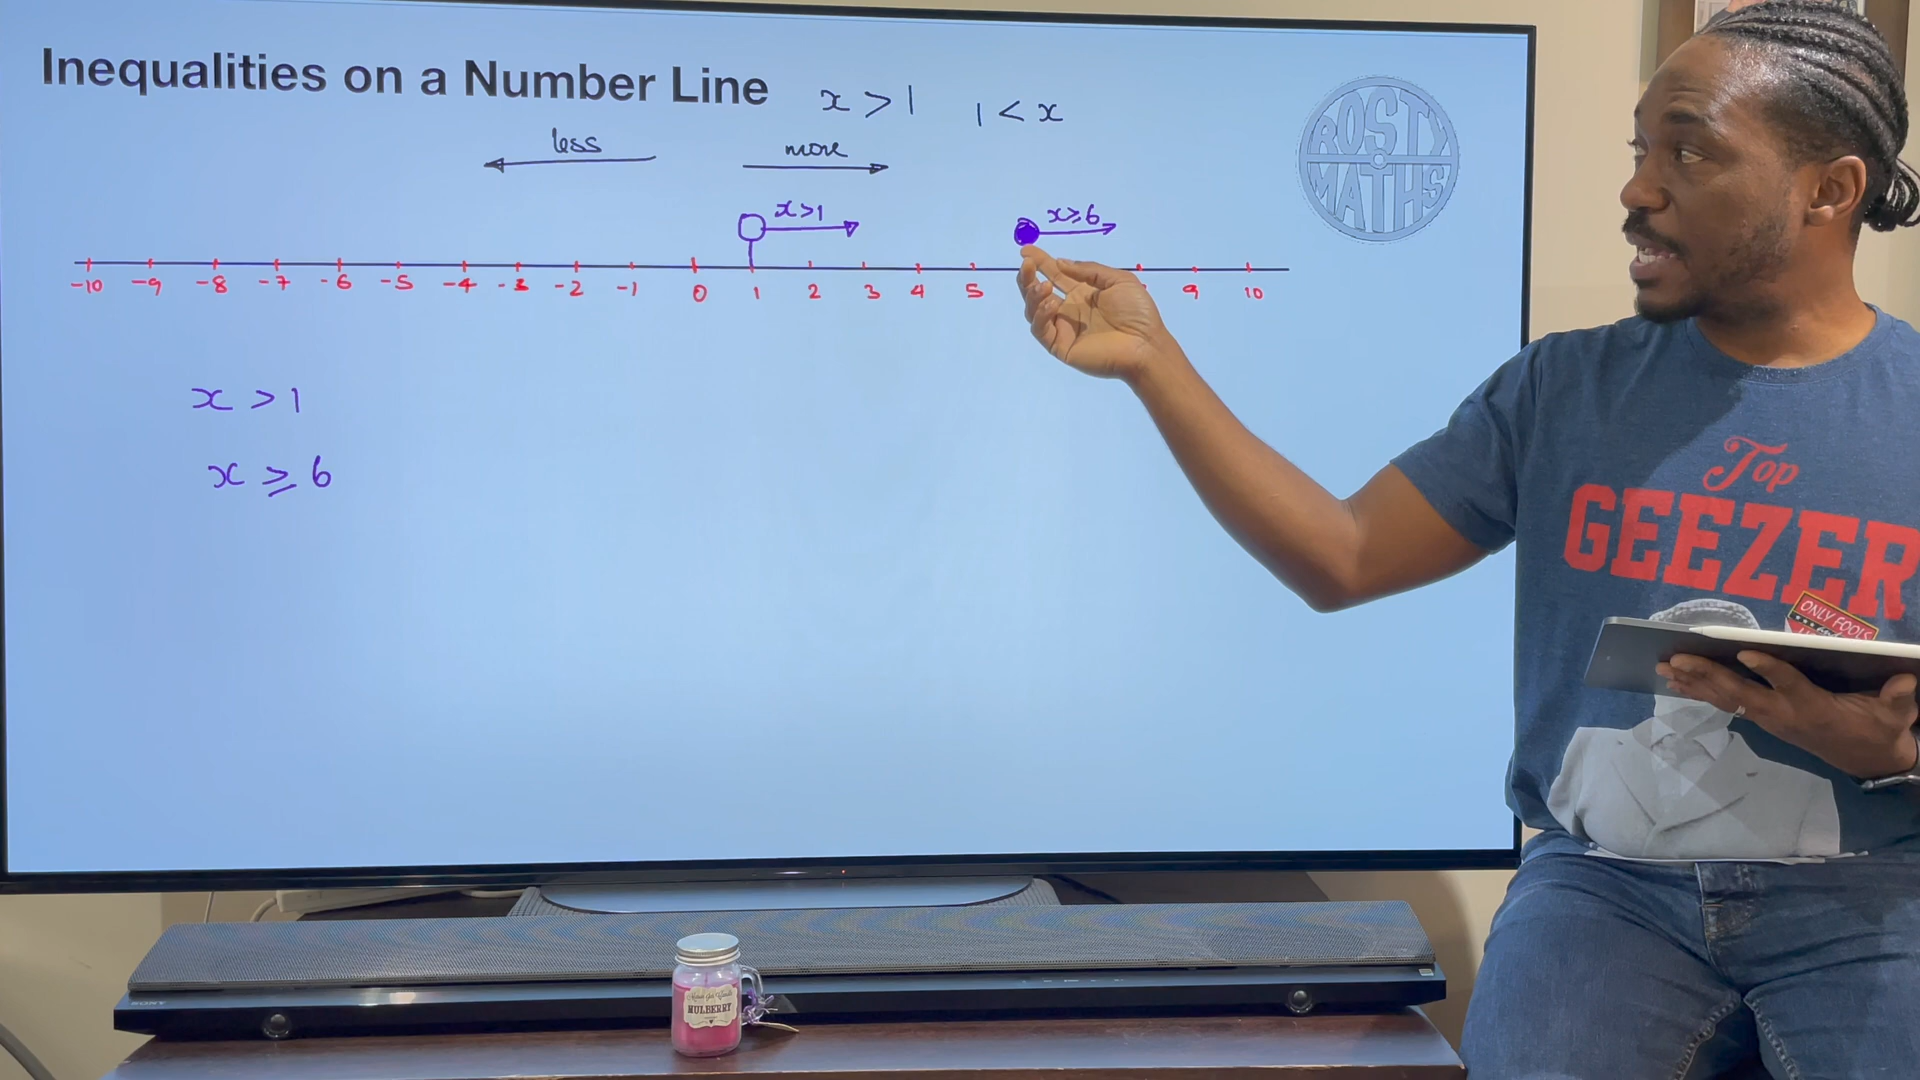 Inequalities on a Number Line
x > 1 1 < x
less more
x>1 x≥6
-10 -9 -8 -7 -6 -5 -4 -3 -2 -1 0 1 2 3 4 5 9 10
x > 1
x ≥ 6
ROSTY
MATHS
Top
GEEZER
ONLY FOOLS
SONY
MULBERRY